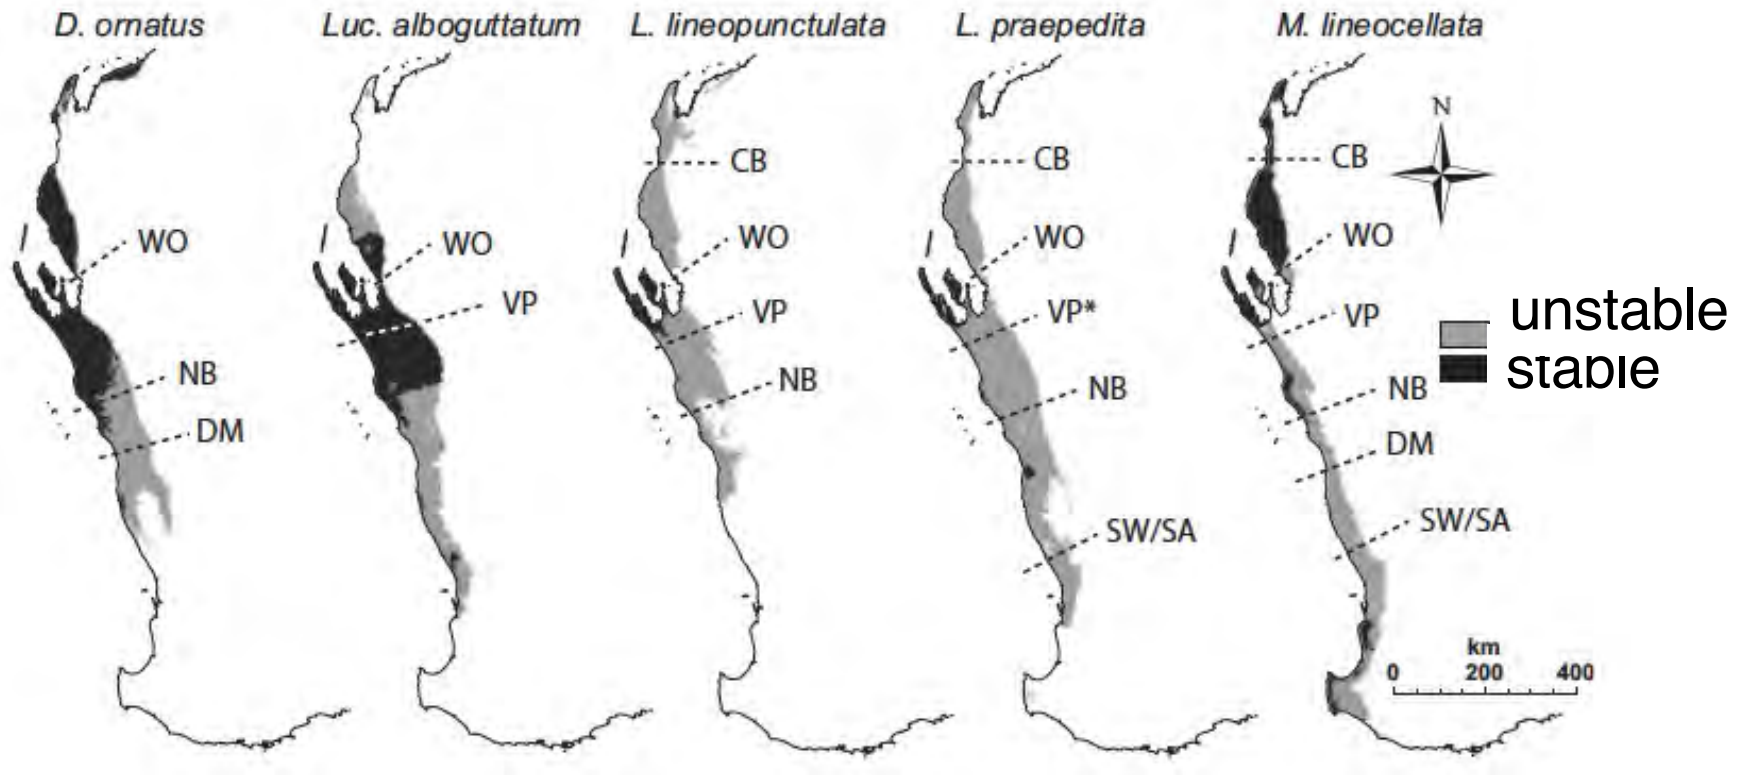 D. ornatus
Luc. alboguttatum
L. lineopunctulata
L. praepedita
M. lineocellata
WO
NB
DM
WO
VP
CB
WO
VP
NB
CB
WO
VP*
NB
SW/SA
CB
WO
VP
NB
DM
SW/SA
N
unstable
stable
km
0 200 400